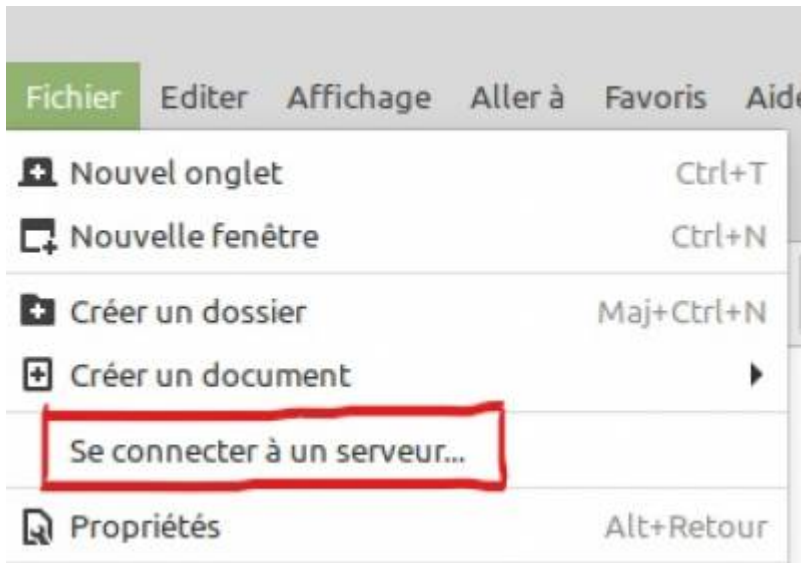 Fichier Editer Affichage Aller à Favoris Aide
Nouvel onglet Ctrl+T
Nouvelle fenêtre Ctrl+N
Créer un dossier Maj+Ctrl+N
Créer un document
Se connecter à un serveur...
Propriétés Alt+Retour